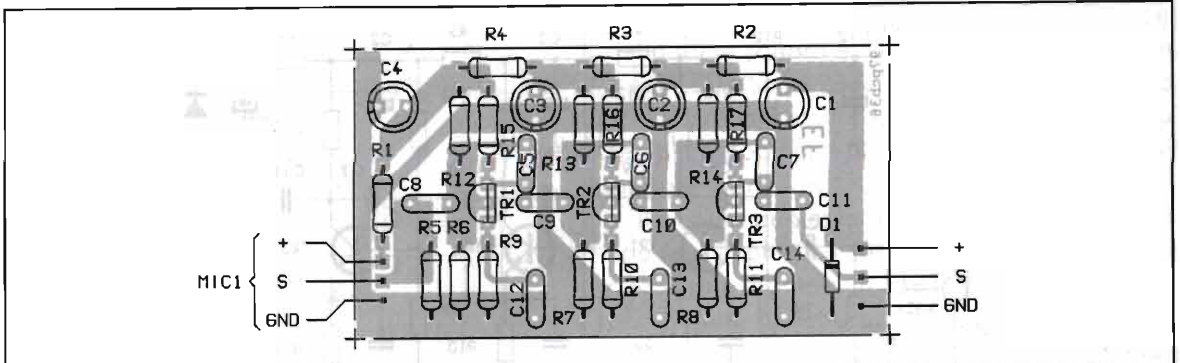 R4 R3 R2
C4
C3 C2 C1
97pcb36
R15 R16 R17
EF
R1
R12 C5 R13 C6 R14 C7
C8 TR1 C9 TR2 C10 TR3 C11
R5 R6 R9 R10 C13 R11 C14 D1
+
MIC1 S
GND
C12 R7 R8
+
S
GND